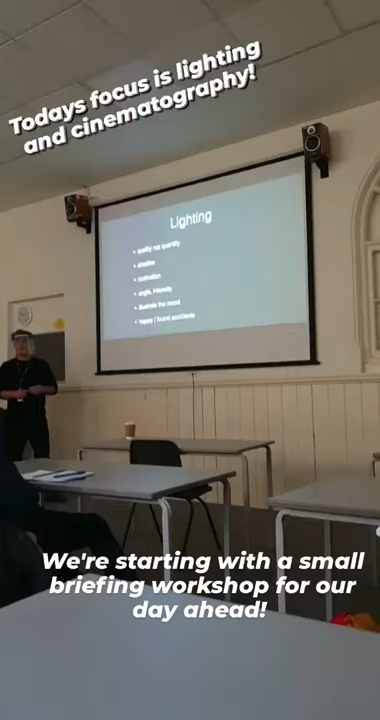 Todays focus is lighting
and cinematography!
Lighting
quality not quantity
shadows
motivation
angle, intensity
illustrate the mood
happy / found accidents
We're starting with a small
briefing workshop for our
day ahead!